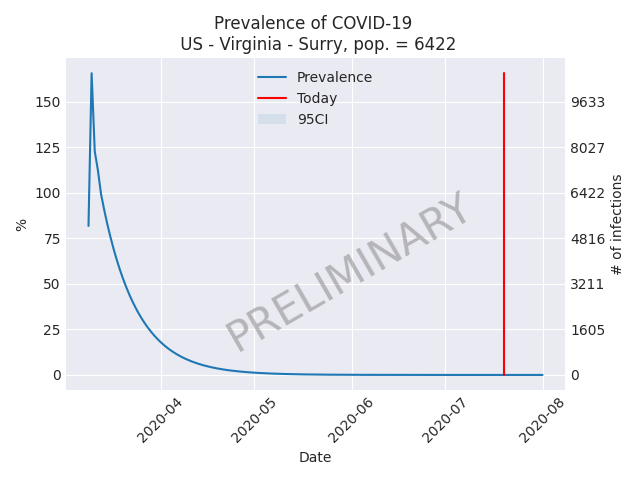 Prevalence of COVID-19
US - Virginia - Surry, pop. = 6422
Prevalence
Today
95CI
PRELIMINARY
%
150
125
100
75
50
25
0
9633
8027
6422
4816
3211
1605
0
# of infections
2020-04
2020-05
2020-06
2020-07
2020-08
Date